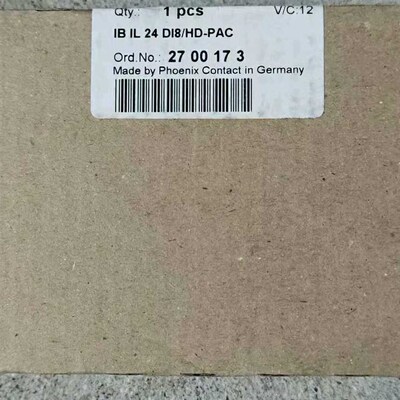 Qty.: 1 pcs V/C:12
IB IL 24 DI8/HD-PAC
Ord.No.: 27 00 17 3
Made by Phoenix Contact in Germany